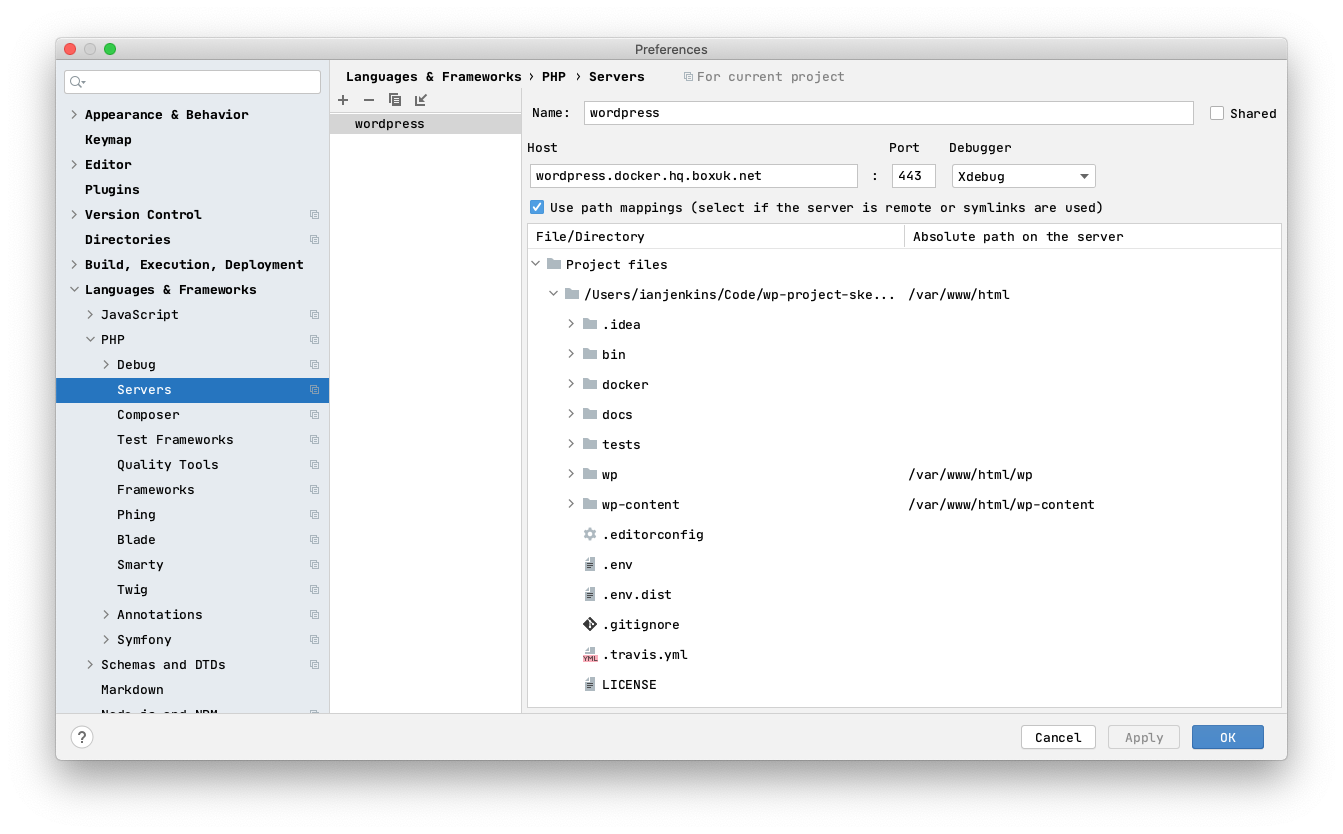 Preferences
Appearance & Behavior
Keymap
Editor
Plugins
Version Control
Directories
Build, Execution, Deployment
Languages & Frameworks
JavaScript
PHP
Debug
Servers
Composer
Test Frameworks
Quality Tools
Frameworks
Phing
Blade
Smarty
Twig
Annotations
Symfony
Schemas and DTDs
Markdown
Node.js and NPM
Languages & Frameworks › PHP › Servers For current project
wordpress
Name: wordpress Shared
Host Port Debugger
wordpress.docker.hq.boxuk.net : 443 Xdebug
Use path mappings (select if the server is remote or symlinks are used)
File/Directory Absolute path on the server
Project files
/Users/ianjenkins/Code/wp-project-ske... /var/www/html
.idea
bin
docker
docs
tests
wp /var/www/html/wp
wp-content /var/www/html/wp-content
.editorconfig
.env
.env.dist
.gitignore
YML .travis.yml
LICENSE
? Cancel Apply OK